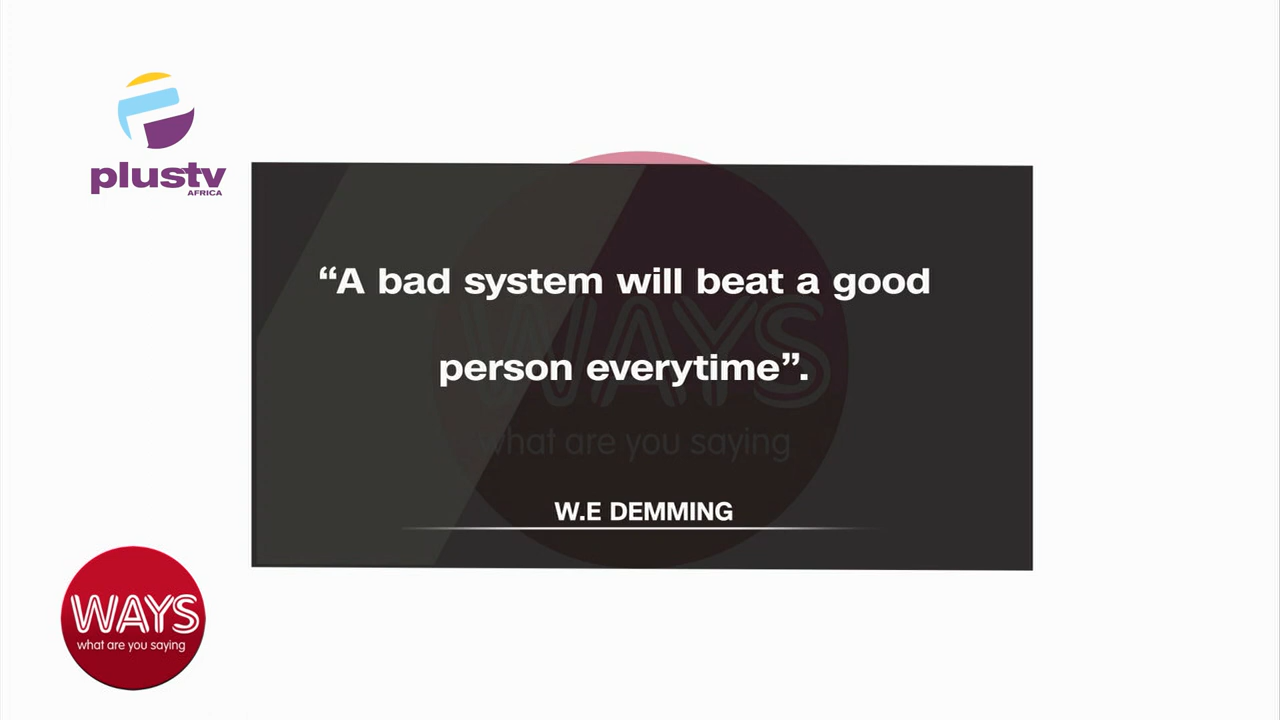 plustv
AFRICA
“A bad system will beat a good
person everytime”.
WAYS
what are you saying
W.E DEMMING
WAYS
what are you saying